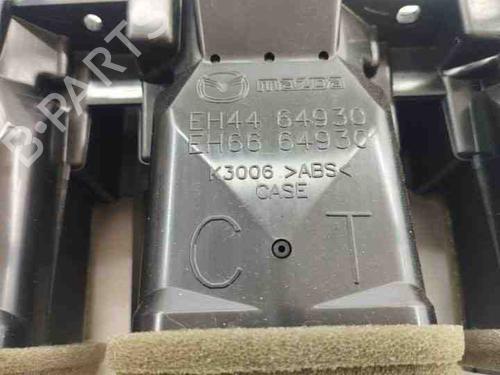 B-PARTS
mazda
EH44 64930
EH66 64930
K3006 >ABS<
CASE
C T